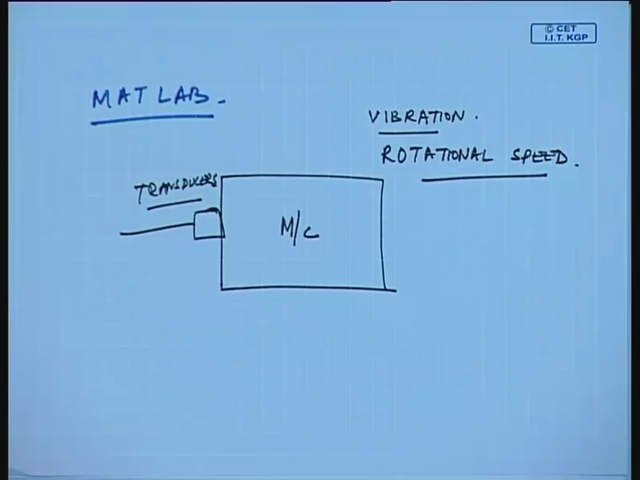 © CET
I.I.T. KGP
MATLAB.
VIBRATION.
ROTATIONAL SPEED.
TRANSDUCERS
M/C